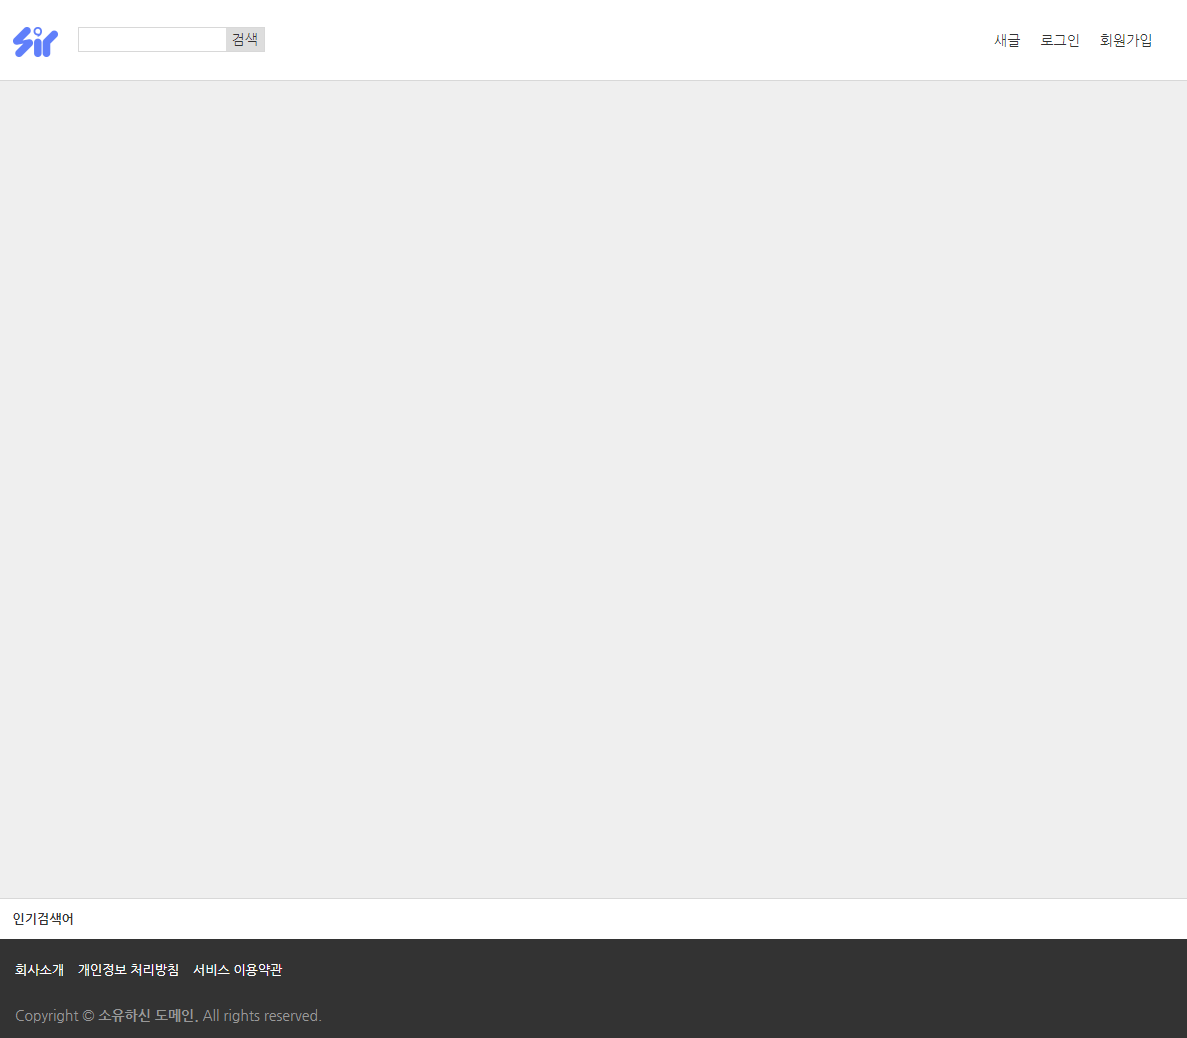 sir
검색
새글 로그인 회원가입
인기검색어
회사소개 개인정보 처리방침 서비스 이용약관
Copyright © 소유하신 도메인. All rights reserved.